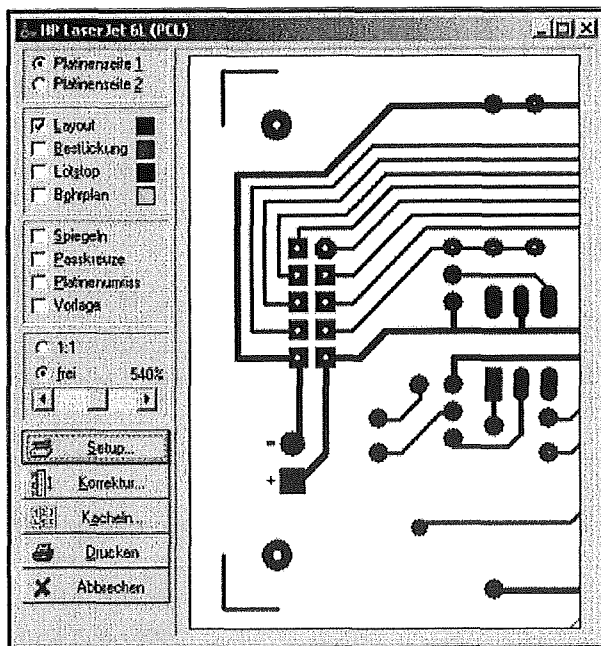 HP LaserJet 6L (PCL)
Platinenseite 1
Platinenseite 2
Layout
Bestückung
Lötstop
Bohrplan
Spiegeln
Passkreuze
Platinenumriss
Vorlage
1:1
frei 540%
Setup...
Korrektur...
Kacheln...
Drucken
Abbrechen
-
+